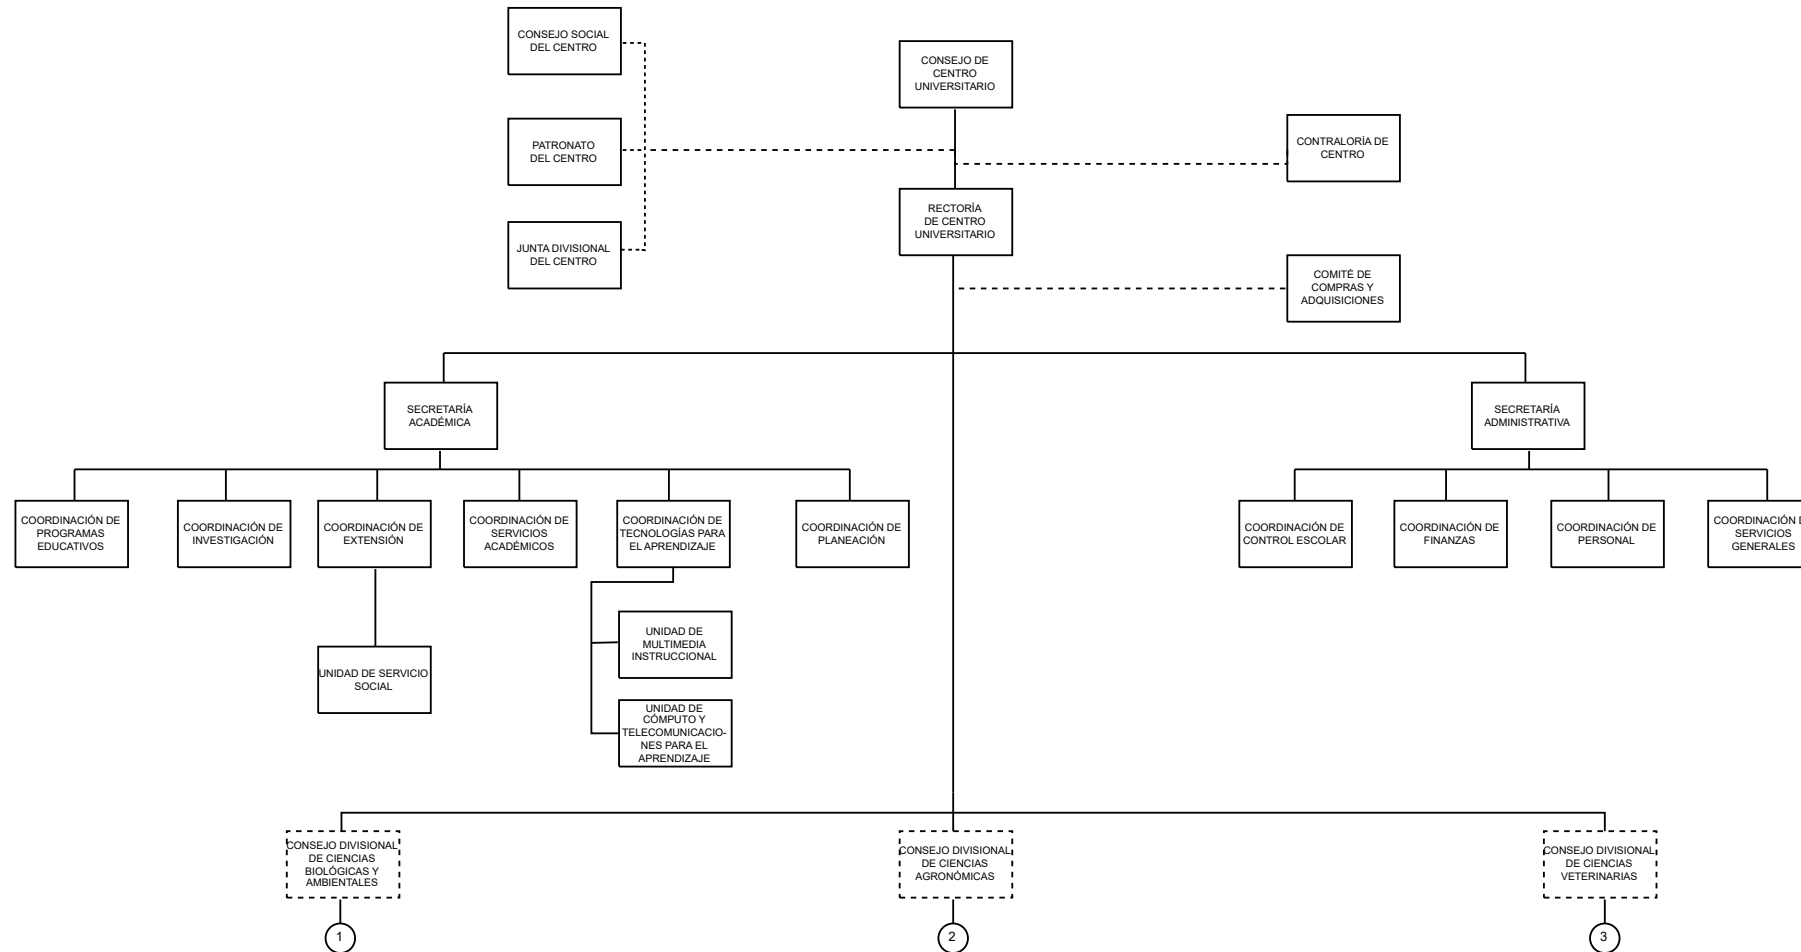 CONSEJO SOCIAL
DEL CENTRO
CONSEJO DE
CENTRO
UNIVERSITARIO
PATRONATO
DEL CENTRO
CONTRALORÍA DE
CENTRO
RECTORÍA
DE CENTRO
UNIVERSITARIO
JUNTA DIVISIONAL
DEL CENTRO
COMITÉ DE
COMPRAS Y
ADQUISICIONES
SECRETARÍA
ACADÉMICA
SECRETARÍA
ADMINISTRATIVA
COORDINACIÓN DE
PROGRAMAS
EDUCATIVOS
COORDINACIÓN DE
INVESTIGACIÓN
COORDINACIÓN DE
EXTENSIÓN
COORDINACIÓN DE
SERVICIOS
ACADÉMICOS
COORDINACIÓN DE
TECNOLOGÍAS PARA
EL APRENDIZAJE
COORDINACIÓN DE
PLANEACIÓN
COORDINACIÓN DE
CONTROL ESCOLAR
COORDINACIÓN DE
FINANZAS
COORDINACIÓN DE
PERSONAL
COORDINACIÓN
SERVICIOS
GENERALES
UNIDAD DE SERVICIO
SOCIAL
UNIDAD DE
MULTIMEDIA
INSTRUCCIONAL
UNIDAD DE
CÓMPUTO Y
TELECOMUNICACIO-
NES PARA EL
APRENDIZAJE
CONSEJO DIVISIONAL
DE CIENCIAS
BIOLÓGICAS Y
AMBIENTALES
CONSEJO DIVISIONAL
DE CIENCIAS
AGRONÓMICAS
CONSEJO DIVISIONAL
DE CIENCIAS
VETERINARIAS
1
2
3